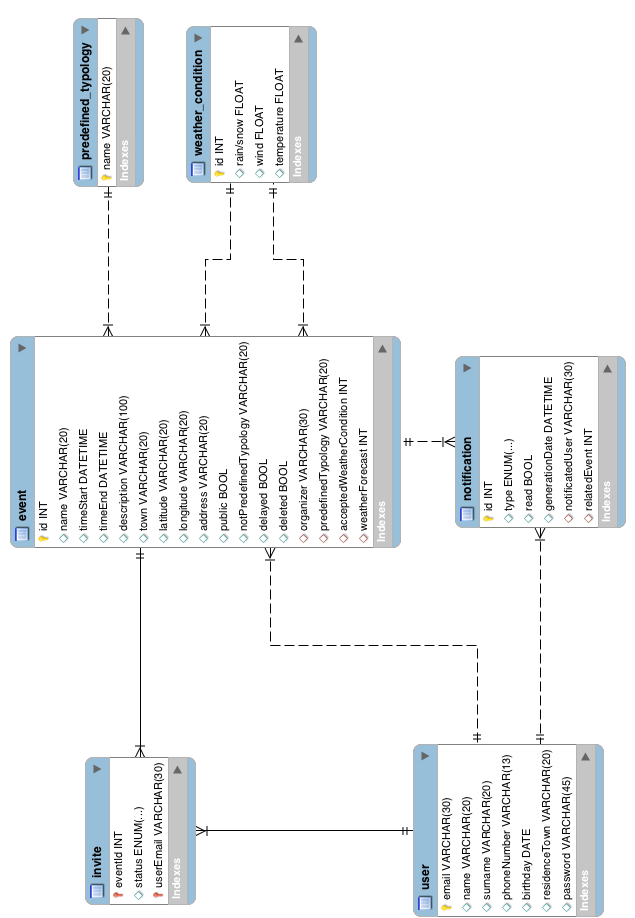 predefined_typology
name VARCHAR(20)
Indexes
weather_condition
id INT
rain/snow FLOAT
wind FLOAT
temperature FLOAT
Indexes
event
id INT
name VARCHAR(20)
timeStart DATETIME
timeEnd DATETIME
description VARCHAR(100)
town VARCHAR(20)
latitude VARCHAR(20)
longitude VARCHAR(20)
address VARCHAR(20)
public BOOL
notPredefinedTypology VARCHAR(20)
delayed BOOL
deleted BOOL
organizer VARCHAR(30)
predefinedTypology VARCHAR(20)
acceptedWeatherCondition INT
weatherForecast INT
Indexes
notification
id INT
type ENUM(...)
read BOOL
generationDate DATETIME
notificatedUser VARCHAR(30)
relatedEvent INT
Indexes
invite
eventId INT
status ENUM(...)
userEmail VARCHAR(30)
Indexes
user
email VARCHAR(30)
name VARCHAR(20)
surname VARCHAR(20)
phoneNumber VARCHAR(13)
birthday DATE
residenceTown VARCHAR(20)
password VARCHAR(45)
Indexes